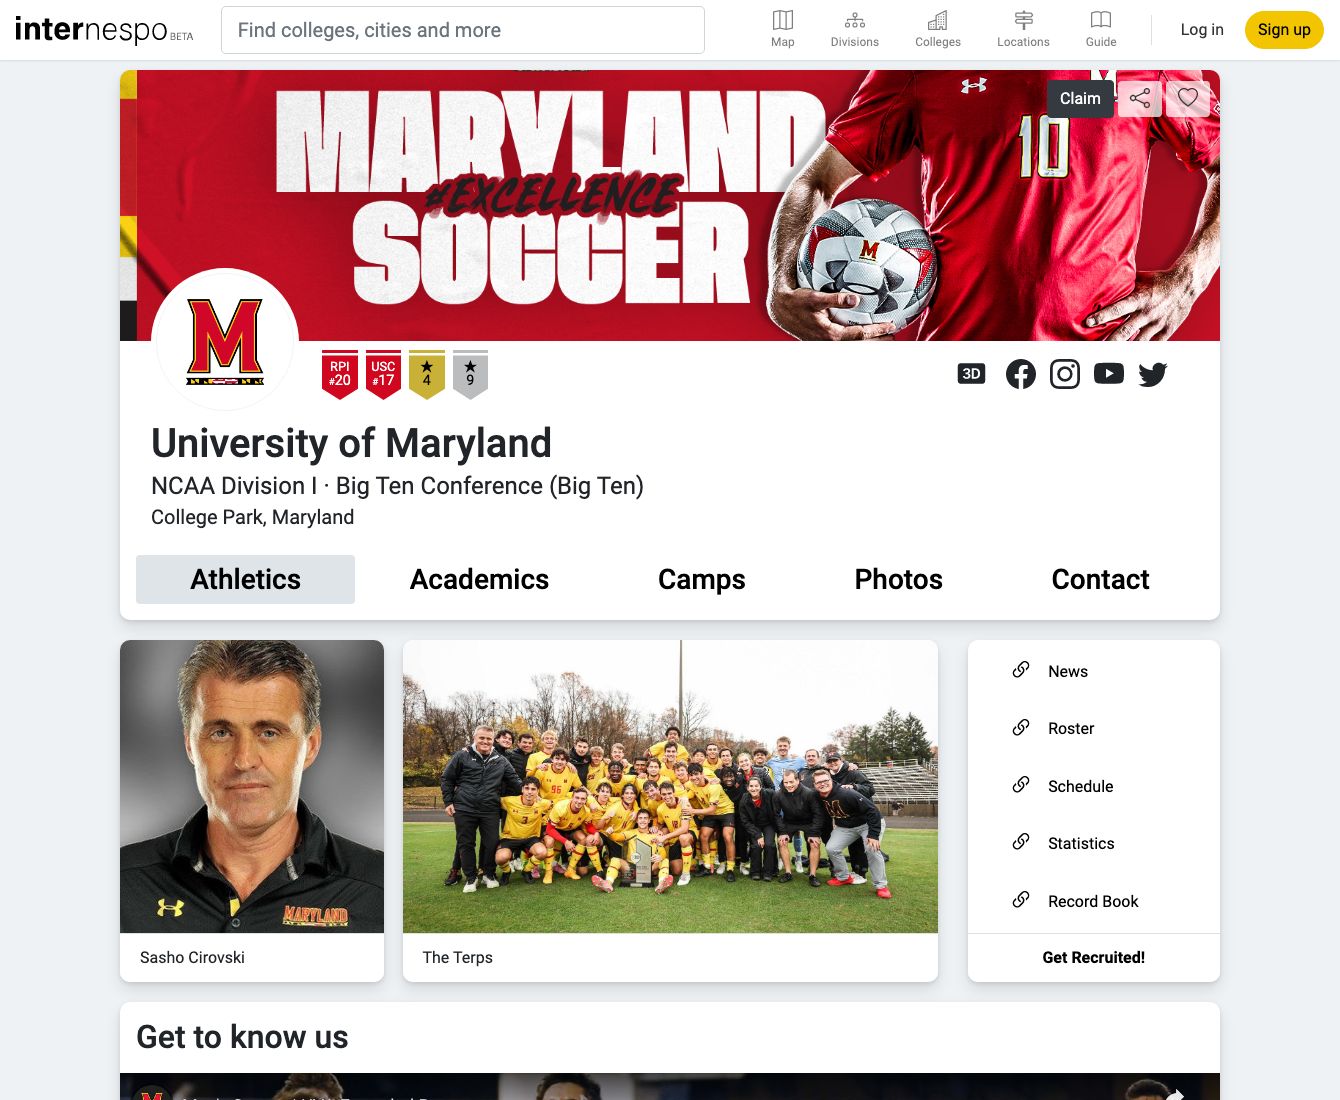 internespo BETA
Find colleges, cities and more
Map
Divisions
Colleges
Locations
Guide
Log in
Sign up
MARYLAND
#EXCELLENCE
SOCCER
10
M
Claim
M
RPI
#20
USC
#17
★
4
★
9
3D
University of Maryland
NCAA Division I · Big Ten Conference (Big Ten)
College Park, Maryland
Athletics
Academics
Camps
Photos
Contact
MARYLAND
Sasho Cirovski
96
3
M
The Terps
News
Roster
Schedule
Statistics
Record Book
Get Recruited!
Get to know us